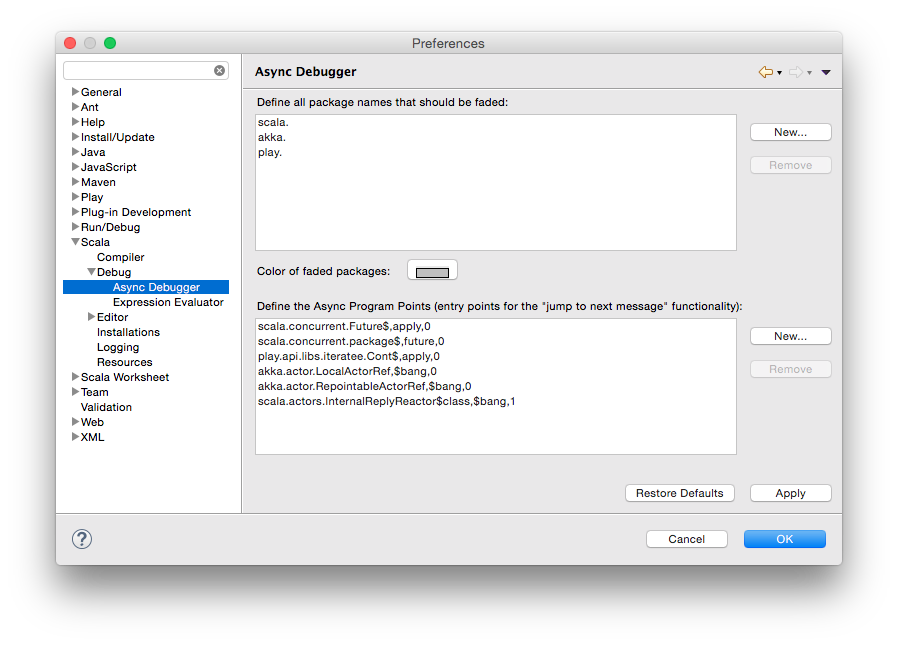 Preferences
General
Ant
Help
Install/Update
Java
JavaScript
Maven
Play
Plug-in Development
Run/Debug
Scala
Compiler
Debug
Async Debugger
Expression Evaluator
Editor
Installations
Logging
Resources
Scala Worksheet
Team
Validation
Web
XML
Async Debugger
Define all package names that should be faded:
scala.
akka.
play.
New...
Remove
Color of faded packages:
Define the Async Program Points (entry points for the "jump to next message" functionality):
scala.concurrent.Future$,apply,0
scala.concurrent.package$,future,0
play.api.libs.iteratee.Cont$,apply,0
akka.actor.LocalActorRef,$bang,0
akka.actor.RepointableActorRef,$bang,0
scala.actors.InternalReplyReactor$class,$bang,1
New...
Remove
Restore Defaults
Apply
?
Cancel
OK